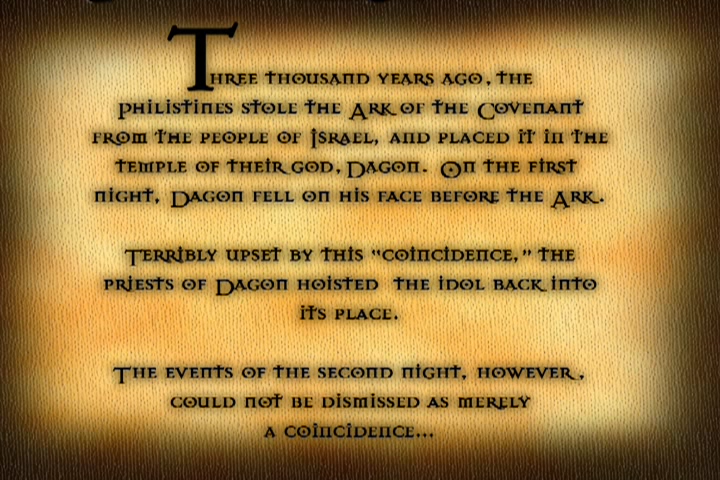 Three thousand years ago, the
Philistines stole the Ark of the Covenant
from the people of Israel, and placed it in the
temple of their god, Dagon. On the first
night, Dagon fell on his face before the Ark.
Terribly upset by this "coincidence," the
priests of Dagon hoisted the idol back into
its place.
The events of the second night, however,
could not be dismissed as merely
a coincidence...